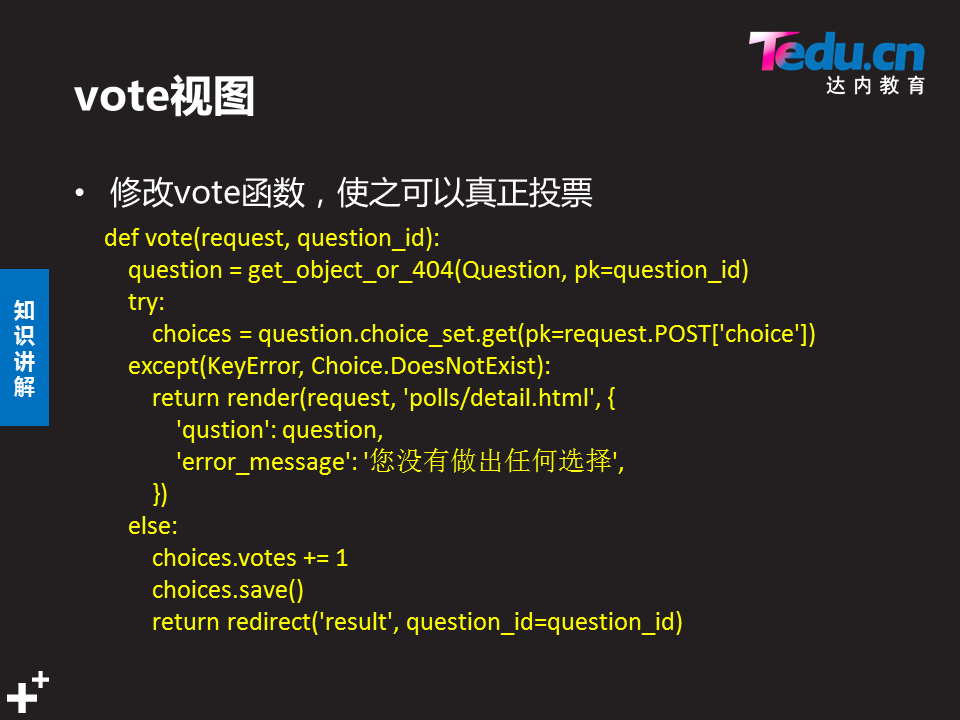 Tedu.cn
达内教育
vote视图
• 修改vote函数，使之可以真正投票
def vote(request, question_id):
    question = get_object_or_404(Question, pk=question_id)
    try:
        choices = question.choice_set.get(pk=request.POST['choice'])
    except(KeyError, Choice.DoesNotExist):
        return render(request, 'polls/detail.html', {
            'qustion': question,
            'error_message': '您没有做出任何选择',
        })
    else:
        choices.votes += 1
        choices.save()
        return redirect('result', question_id=question_id)
知
识
讲
解